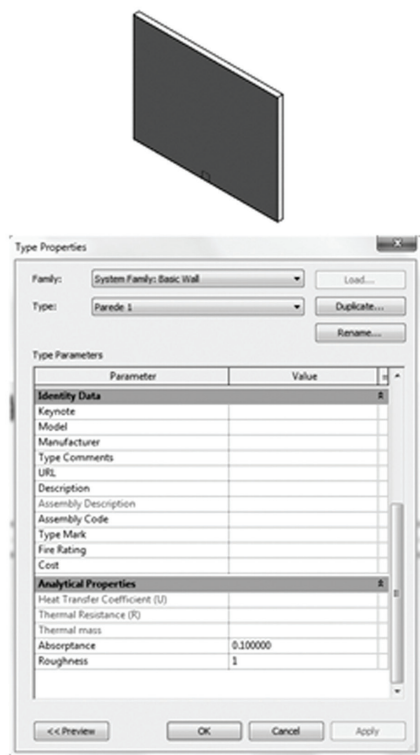 Type Properties
Family: System Family: Basic Wall Load...
Type: Parede 1 Duplicate...
Rename...
Type Parameters
Parameter Value
Identity Data
Keynote
Model
Manufacturer
Type Comments
URL
Description
Assembly Description
Assembly Code
Type Mark
Fire Rating
Cost
Analytical Properties
Heat Transfer Coefficient (U)
Thermal Resistance (R)
Thermal mass
Absorptance 0.100000
Roughness 1
<< Preview OK Cancel Apply